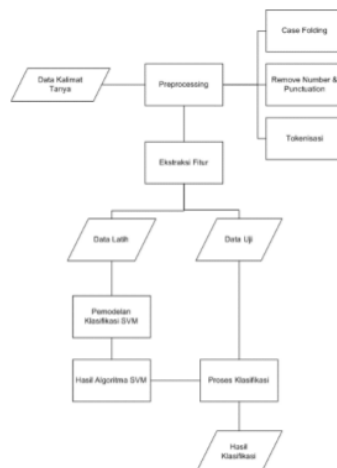 Case Folding
Data Kalimat
Tanya
Preprocessing
Remove Number &
Punctuation
Tokenisasi
Ekstraksi Fitur
Data Latih
Data Uji
Pemodelan
Klasifikasi SVM
Hasil Algoritma SVM
Proses Klasifikasi
Hasil
Klasifikasi